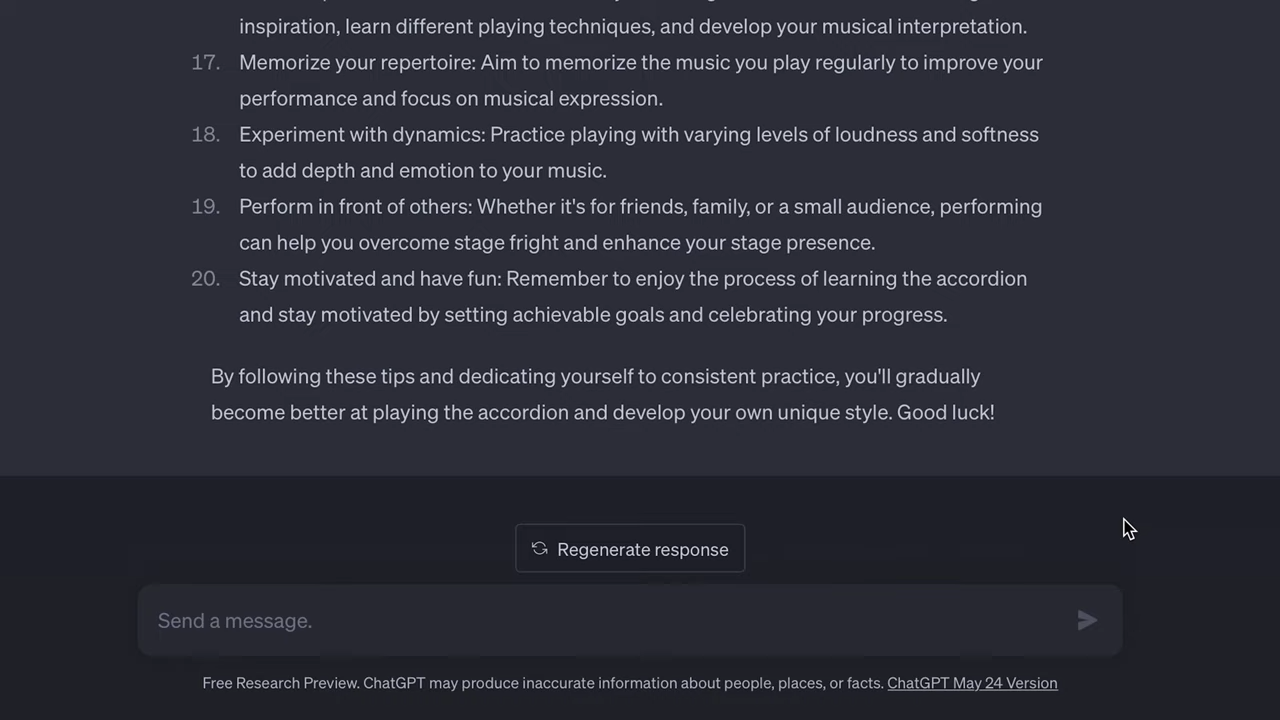 inspiration, learn different playing techniques, and develop your musical interpretation.
17. Memorize your repertoire: Aim to memorize the music you play regularly to improve your
performance and focus on musical expression.
18. Experiment with dynamics: Practice playing with varying levels of loudness and softness
to add depth and emotion to your music.
19. Perform in front of others: Whether it's for friends, family, or a small audience, performing
can help you overcome stage fright and enhance your stage presence.
20. Stay motivated and have fun: Remember to enjoy the process of learning the accordion
and stay motivated by setting achievable goals and celebrating your progress.
By following these tips and dedicating yourself to consistent practice, you'll gradually
become better at playing the accordion and develop your own unique style. Good luck!
Regenerate response
Send a message.
Free Research Preview. ChatGPT may produce inaccurate information about people, places, or facts. ChatGPT May 24 Version